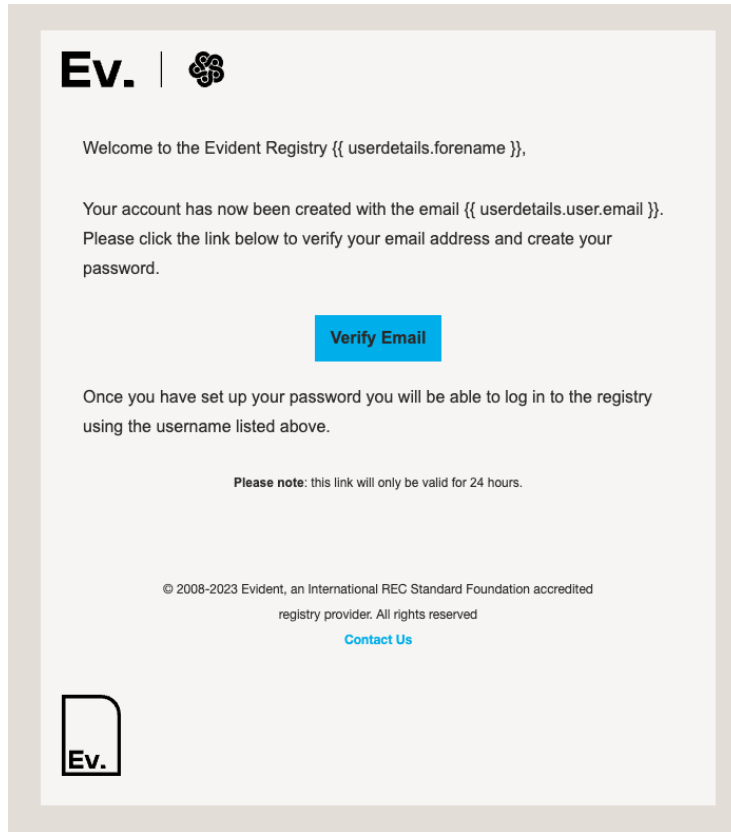 Ev.
Welcome to the Evident Registry {{ userdetails.forename }},
Your account has now been created with the email {{ userdetails.user.email }}.
Please click the link below to verify your email address and create your
password.
Verify Email
Once you have set up your password you will be able to log in to the registry
using the username listed above.
Please note: this link will only be valid for 24 hours.
© 2008-2023 Evident, an International REC Standard Foundation accredited
registry provider. All rights reserved
Contact Us
Ev.